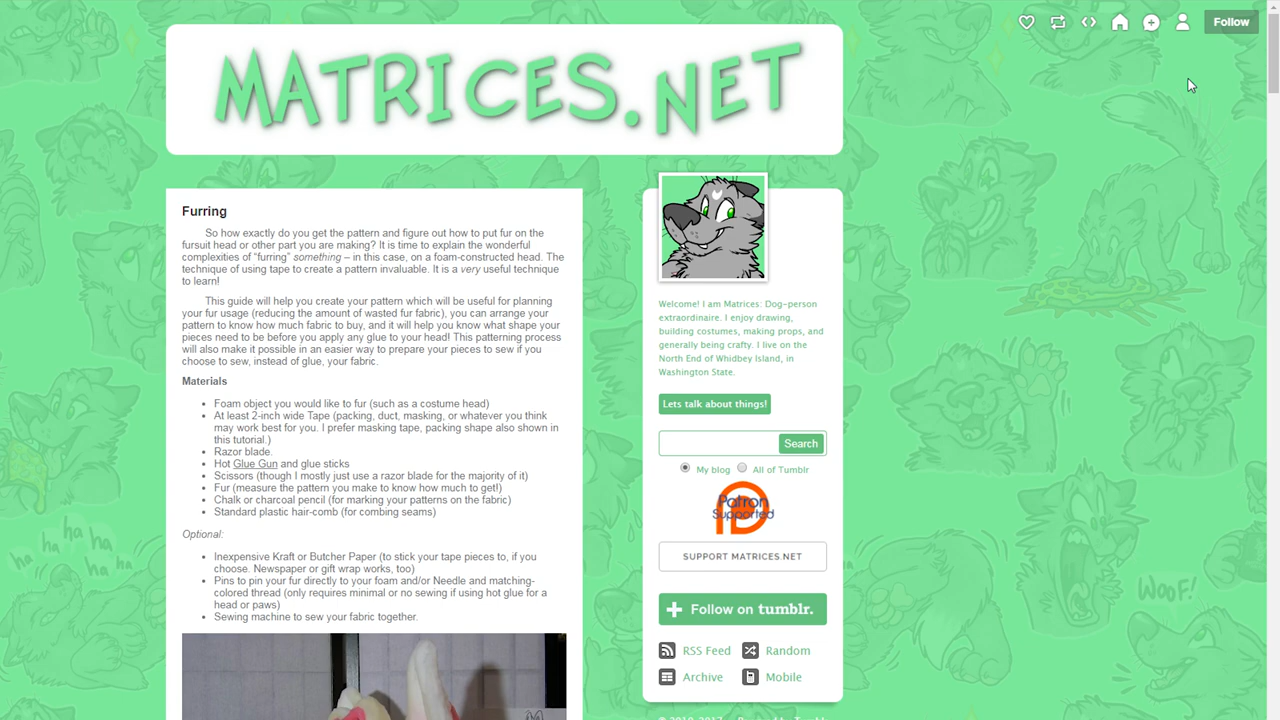 MATRICES.NET
Follow
Furring
So how exactly do you get the pattern and figure out how to put fur on the
fursuit head or other part you are making? It is time to explain the wonderful
complexities of “furring” something – in this case, on a foam-constructed head. The
technique of using tape to create a pattern invaluable. It is a very useful technique
to learn!
This guide will help you create your pattern which will be useful for planning
your fur usage (reducing the amount of wasted fur fabric), you can arrange your
pattern to know how much fabric to buy, and it will help you know what shape your
pieces need to be before you apply any glue to your head! This patterning process
will also make it possible in an easier way to prepare your pieces to sew if you
choose to sew, instead of glue, your fabric.
Materials
Foam object you would like to fur (such as a costume head)
At least 2-inch wide Tape (packing, duct, masking, or whatever you think
may work best for you. I prefer masking tape, packing shape also shown in
this tutorial.)
Razor blade.
Hot Glue Gun and glue sticks
Scissors (though I mostly just use a razor blade for the majority of it)
Fur (measure the pattern you make to know how much to get!)
Chalk or charcoal pencil (for marking your patterns on the fabric)
Standard plastic hair-comb (for combing seams)
Optional:
Inexpensive Kraft or Butcher Paper (to stick your tape pieces to, if you
choose. Newspaper or gift wrap works, too)
Pins to pin your fur directly to your foam and/or Needle and matching-
colored thread (only requires minimal or no sewing if using hot glue for a
head or paws)
Sewing machine to sew your fabric together.
Welcome! I am Matrices: Dog-person
extraordinaire. I enjoy drawing,
building costumes, making props, and
generally being crafty. I live on the
North End of Whidbey Island, in
Washington State.
Lets talk about things!
Search
My blog All of Tumblr
Patron
Supported
SUPPORT MATRICES.NET
Follow on tumblr.
RSS Feed Random
Archive Mobile
ha ha ha ha
ha ha
WOOF!